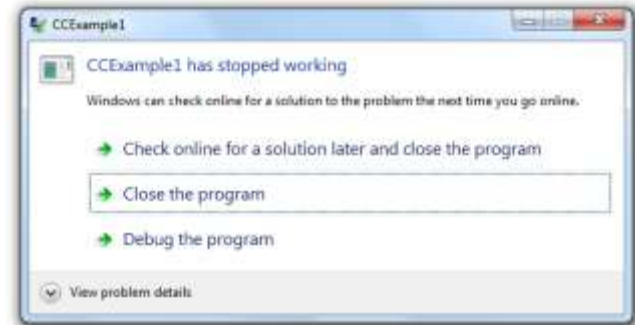 CCExample1
CCExample1 has stopped working
Windows can check online for a solution to the problem the next time you go online.
Check online for a solution later and close the program
Close the program
Debug the program
View problem details